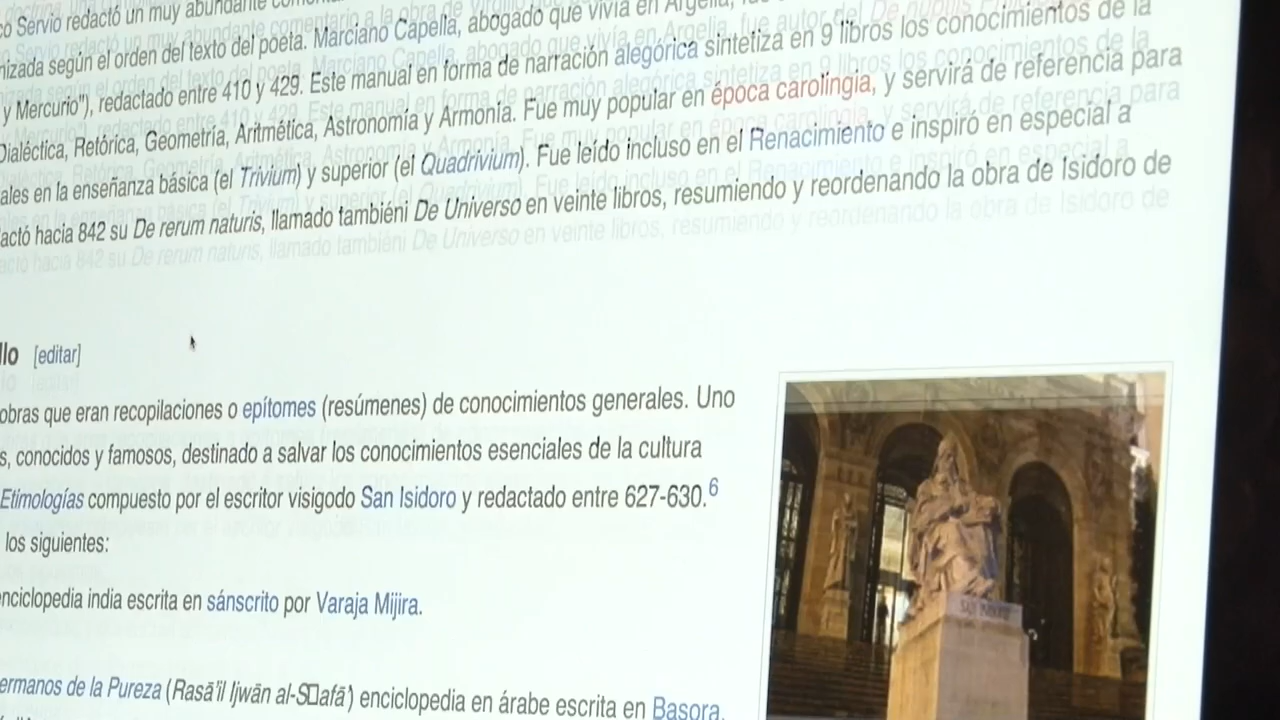 co Servio redactó un muy abundante
nizada según el orden del texto del poeta. Marciano Capella, abogado que vivía en Argelia, fue autor del De nuptiis
y Mercurio"), redactado entre 410 y 429. Este manual en forma de narración alegórica sintetiza en 9 libros los conocimientos de la
Dialéctica, Retórica, Geometría, Aritmética, Astronomía y Armonía. Fue muy popular en época carolingia, y servirá de referencia para
ales en la enseñanza básica (el Trivium) y superior (el Quadrivium). Fue leído incluso en el Renacimiento e inspiró en especial a
actó hacia 842 su De rerum naturis, llamado tambiéni De Universo en veinte libros, resumiendo y reordenando la obra de Isidoro de
llo [editar]
obras que eran recopilaciones o epítomes (resúmenes) de conocimientos generales. Uno
s, conocidos y famosos, destinado a salvar los conocimientos esenciales de la cultura
Etimologías compuesto por el escritor visigodo San Isidoro y redactado entre 627-630.6
los siguientes:
enciclopedia india escrita en sánscrito por Varaja Mijira.
ermanos de la Pureza (Rasā'il Ijwān al-S□afā') enciclopedia en árabe escrita en Basora,
SAN ISIDORO